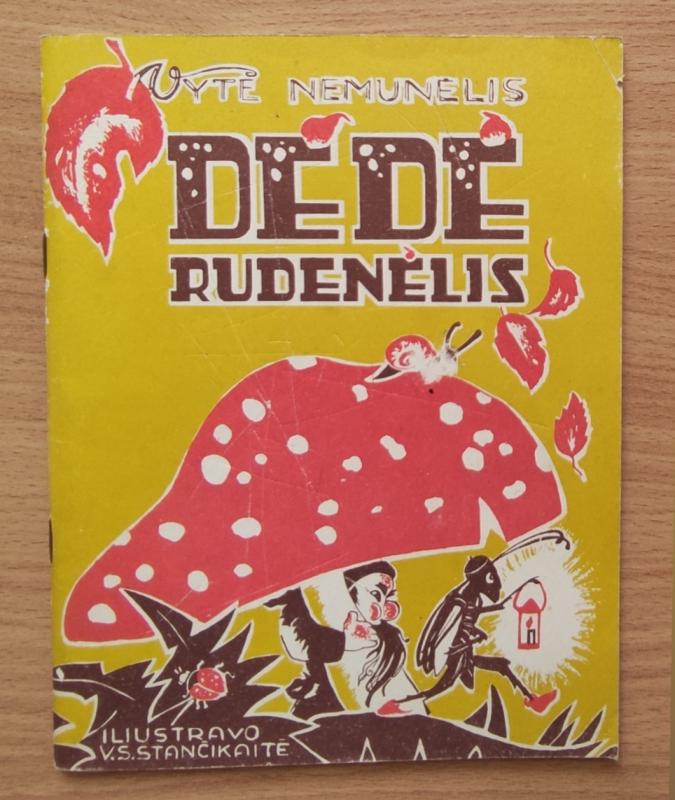 VYTĖ NEMUNĖLIS
DĖDĖ
RUDENĖLIS
ILIUSTRAVO
V.S.STANČIKAITĖ